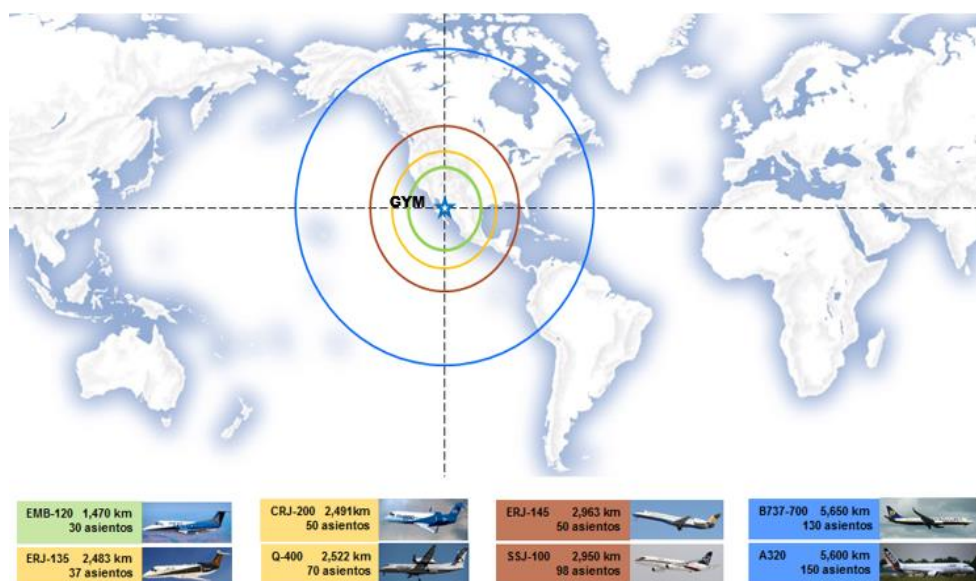 GYM
EMB-120 1,470 km
30 asientos
ERJ-135 2,483 km
37 asientos
CRJ-200 2,491km
50 asientos
Q-400 2,522 km
70 asientos
ERJ-145 2,963 km
50 asientos
SSJ-100 2,950 km
98 asientos
B737-700 5,650 km
130 asientos
A320 5,600 km
150 asientos